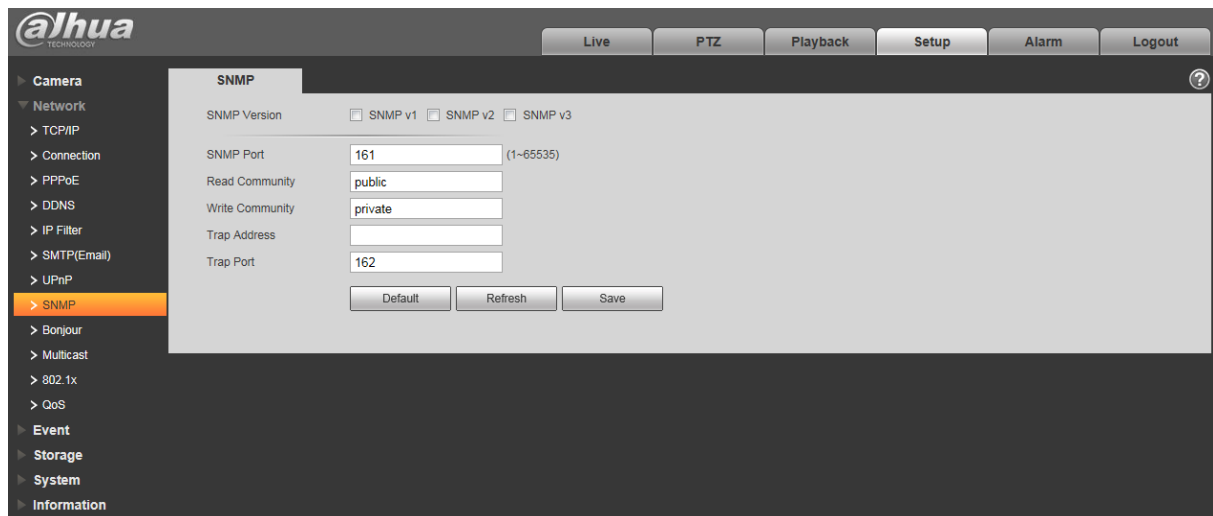 alhua
TECHNOLOGY
Live PTZ Playback Setup Alarm Logout
Camera
Network
> TCP/IP
> Connection
> PPPoE
> DDNS
> IP Filter
> SMTP(Email)
> UPnP
> SNMP
> Bonjour
> Multicast
> 802.1x
> QoS
Event
Storage
System
Information
SNMP
?
SNMP Version SNMP v1 SNMP v2 SNMP v3
SNMP Port 161 (1~65535)
Read Community public
Write Community private
Trap Address
Trap Port 162
Default Refresh Save